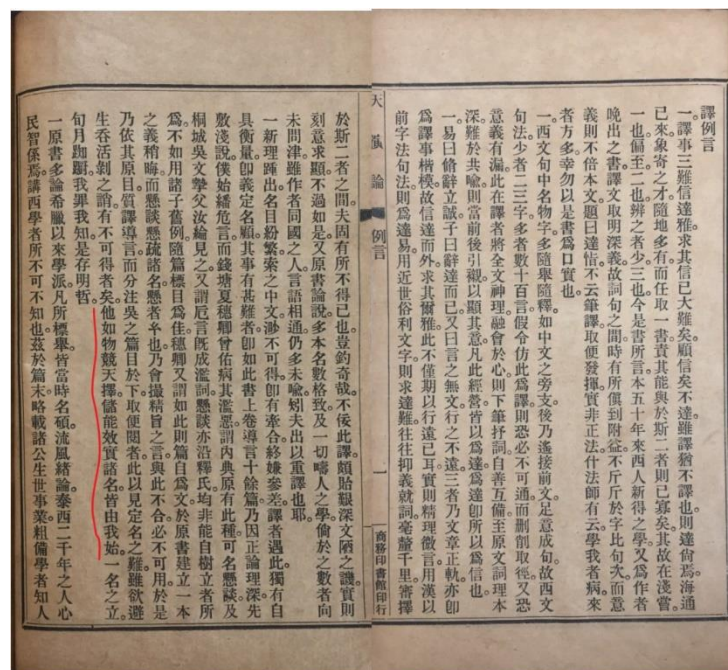 譯例言
一。譯事三難信達雅求其信已大難矣顧信矣不達雖譯猶不譯也則達尙焉海通
已來象寄之才隨地多有而任取一書責其能與於斯二者則已寡矣其故在淺嘗。
一也。偏至二也。辨之者少。三也今是書所言本五十年來西人新得之學又爲作者
晚出之書譯文取明深義故詞句之間時有所傎到附益不斤斤於字比句次而意
義則不倍本文題曰達恉不云筆譯取便發揮實非正法什法師有云學我者病來
者方多幸勿以是書爲口實也
一西文句中名物字多隨舉隨釋如中文之旁支後乃遙接前文足意成句故西文
句法少者二三字多者數十百言假令仿此爲譯則恐必不可通而刪削取徑又恐
意義有漏此在譯者將全文神理融會於心則下筆抒詞自善互備至原文詞理本
深。難於共喻。則當前後引襯。以顯其意。凡此經營。皆以爲達。爲達卽所以爲信也。
一易曰。脩辭立誠。子曰。辭達而已。又曰。言之無文。行之不遠。三者乃文章正軌。亦卽
爲譯事楷模。故信達而外。求其爾雅。此不僅期以行遠已耳。實則精理微言。用漢以
前字法句法。則爲達易。用近世俗利文字。則求達難。往往抑義就詞。毫釐千里。審擇
天演論
例言
一
商務印書館印行
於斯二者之間夫固有所不得已也豈釣奇哉不佞此譯頗貽艱深文陋之譏實則
刻意求顯不過如是又原書論說多本名數格致及一切疇人之學倘於之數者向
未問津雖作者同國之人言語相通仍多未喩矧夫出以重譯也耶
一新理踵出名目紛繁索之中文渺不可得卽有牽合終嫌參差譯者遇此獨有自
具衡量卽義定名顧其事有甚難者卽如此書上卷導言十餘篇乃因正論理深先
敷淺說僕始繙卮言而錢塘夏穗卿曾佑病其濫惡謂內典原有此種可名懸談及
桐城吳丈摯父汝綸見之又謂卮言旣成濫詞懸談亦沿釋氏均非能自樹立者所
爲不如用諸子舊例隨篇標目爲佳穗卿又謂如此則篇自爲文於原書建立一本
之義稍晦而懸談懸疏諸名懸者乎也乃會撮精旨之言與此不合必不可用於是
乃依其原目質譯導言而分注吳之篇目於下取便閱者此以見定名之難雖欲避
生呑活剝之誚有不可得者矣。他如物競天擇儲能效實諸名皆由我始。一名之立。
旬月踟躕我罪我知是存明哲。
一原書多論希臘以來學派凡所標舉皆當時名碩流風緖論泰西二千年之人心
民智係焉講西學者所不可不知也茲於篇末略載諸公生世事業粗備學者知人